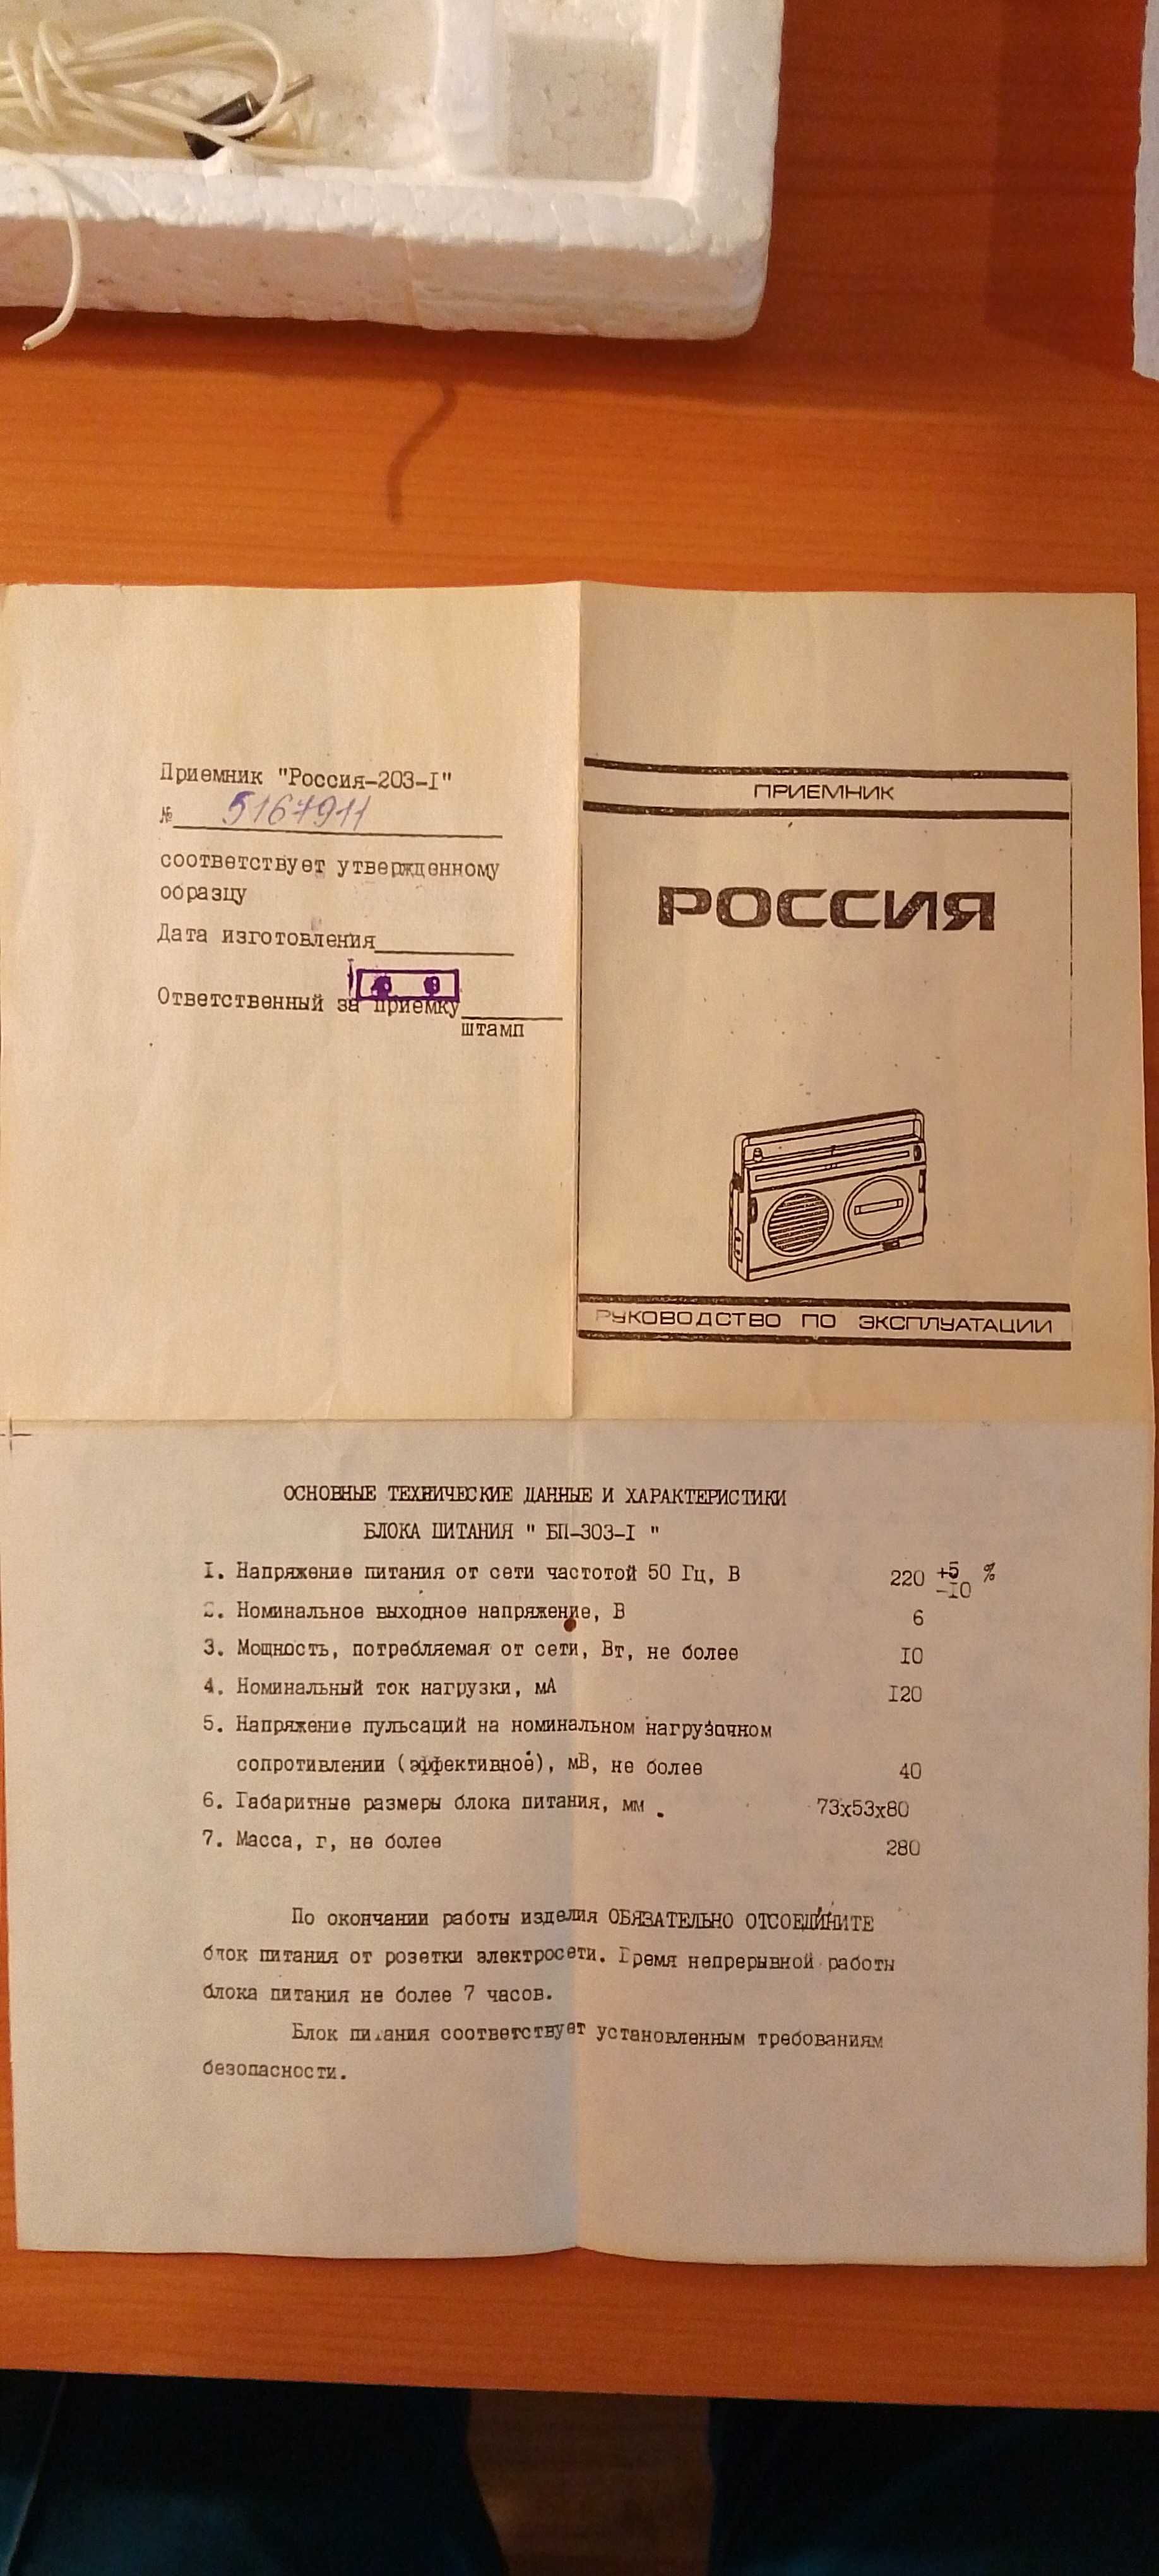 Приемник "Россия-203-I"
№ 5167911
соответствует утвержденному
образцу
Дата изготовления
Ответственный за приемку
штамп
ПРИЕМНИК
РОССИЯ
РУКОВОДСТВО ПО ЭКСПЛУАТАЦИИ
ОСНОВНЫЕ ТЕХНИЧЕСКИЕ ДАННЫЕ И ХАРАКТЕРИСТИКИ
БЛОКА ПИТАНИЯ " БП-303-I "
I. Напряжение питания от сети частотой 50 Гц, В 220 +5 -I0 %
2. Номинальное выходное напряжение, В 6
3. Мощность, потребляемая от сети, Вт, не более I0
4. Номинальный ток нагрузки, мА I20
5. Напряжение пульсаций на номинальном нагрузочном
сопротивлении (эффективное), мВ, не более 40
6. Габаритные размеры блока питания, мм 73х53х80
7. Масса, г, не более 280
По окончании работы изделия ОБЯЗАТЕЛЬНО ОТСОЕДИНИТЕ
блок питания от розетки электросети. Время непрерывной работы
блока питания не более 7 часов.
Блок питания соответствует установленным требованиям
безопасности.